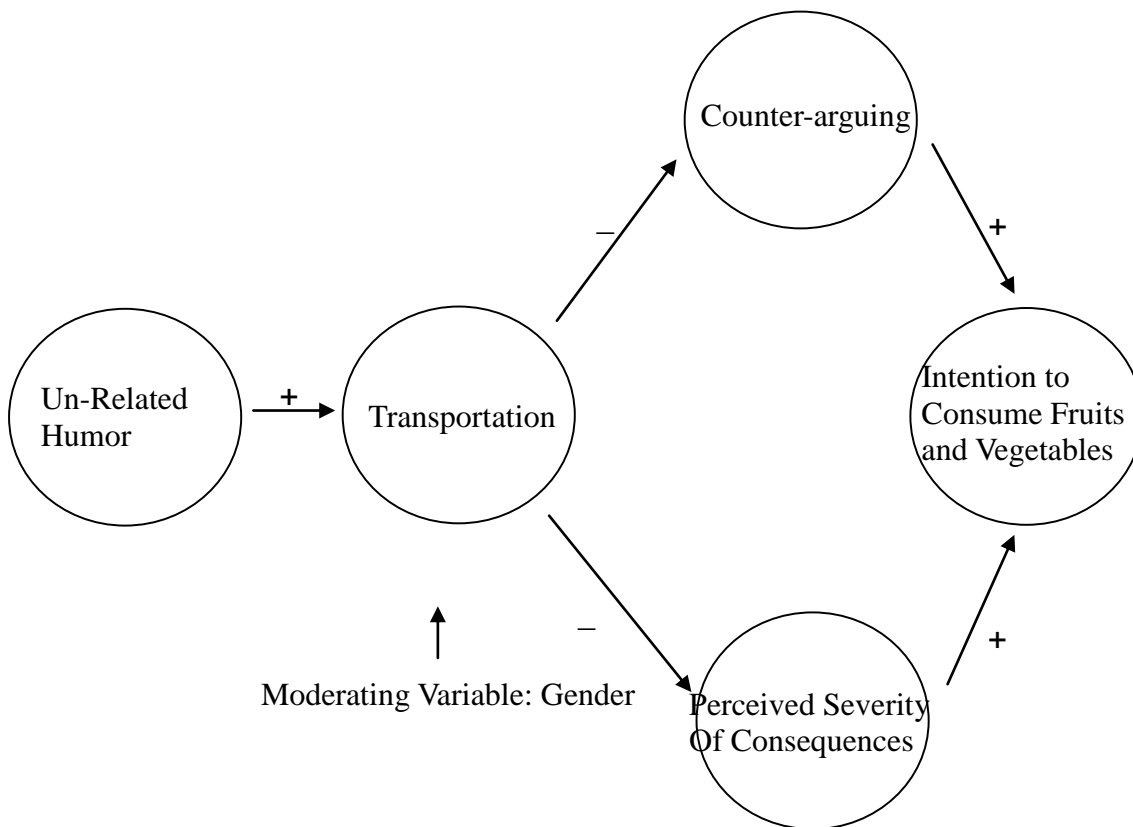 Counter-arguing
–
+
Un-Related
Humor
+
Transportation
Intention to
Consume Fruits
and Vegetables
–
+
Moderating Variable: Gender
Perceived Severity
Of Consequences